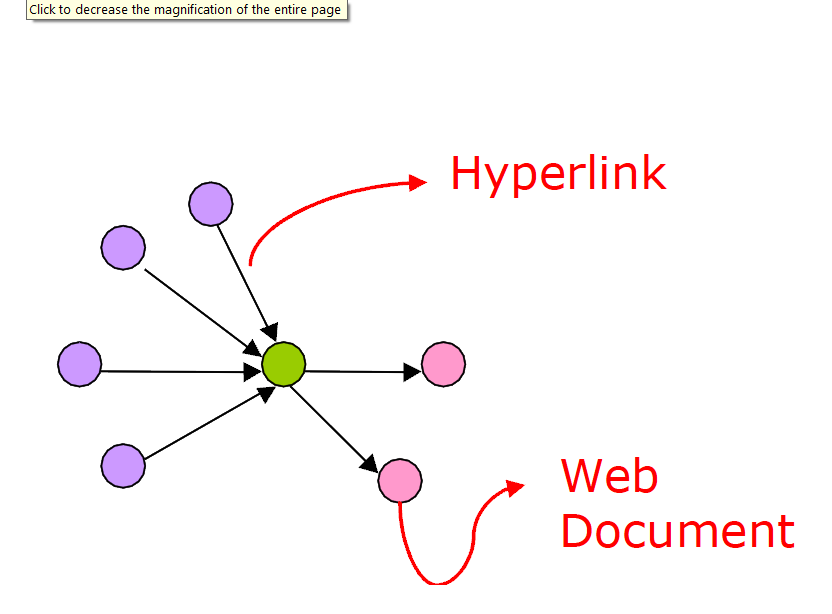 Click to decrease the magnification of the entire page
Hyperlink
Web
Document